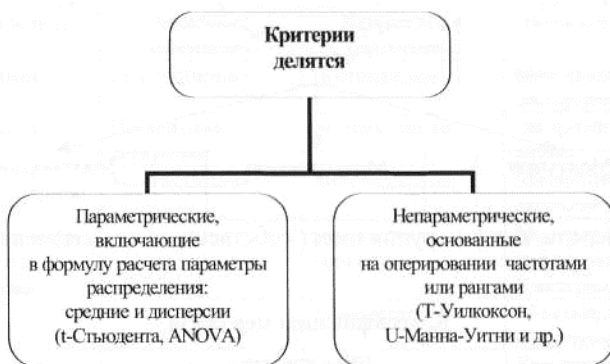 Критерии
делятся
Параметрические,
включающие
в формулу расчета параметры
распределения:
средние и дисперсии
(t-Стьюдента, ANOVA)
Непараметрические,
основанные
на оперировании частотами
или рангами
(Т-Уилкоксон,
U-Манна-Уитни и др.)